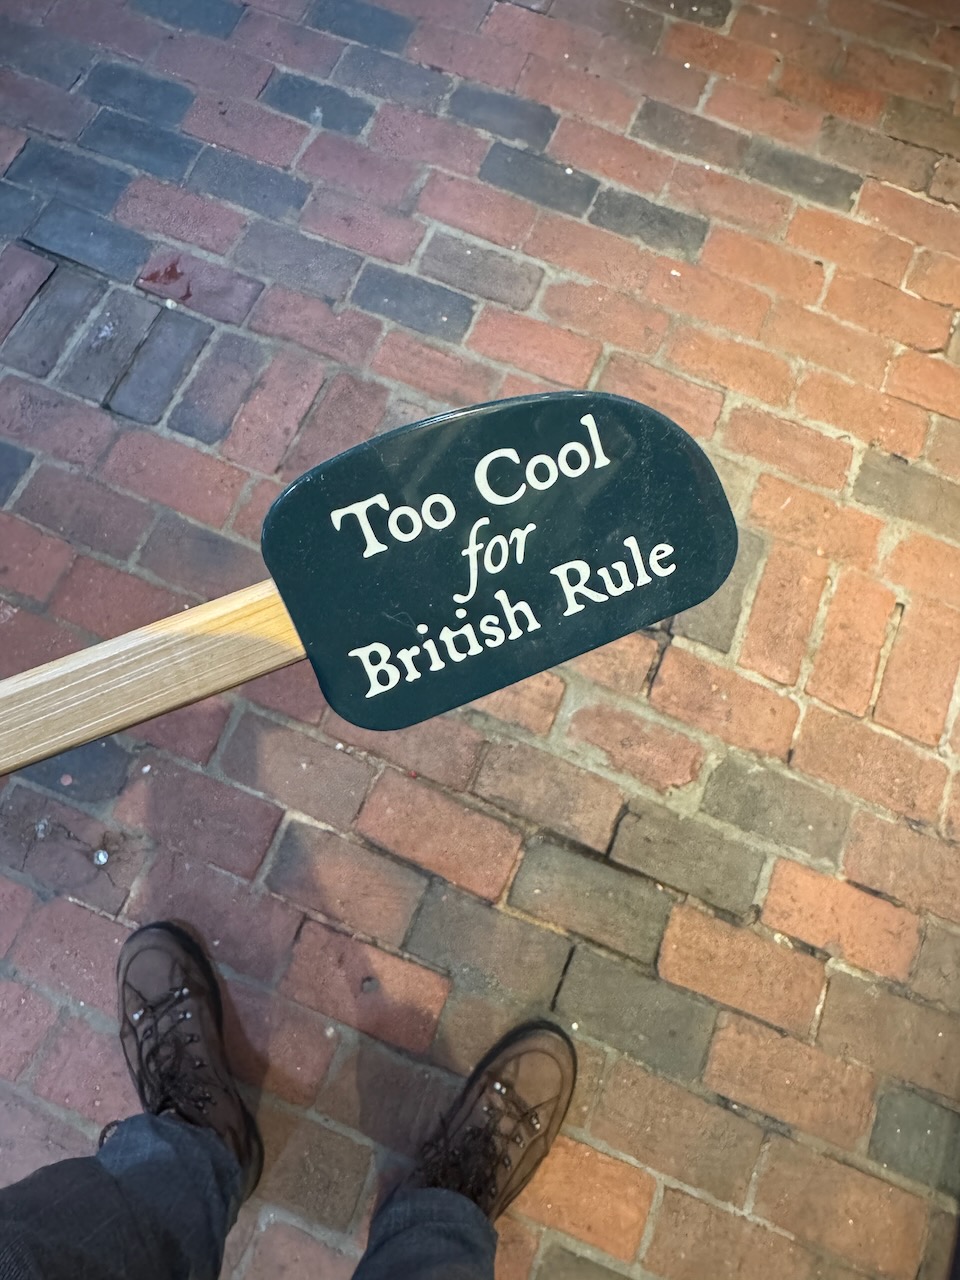 Too Cool
for
British Rule